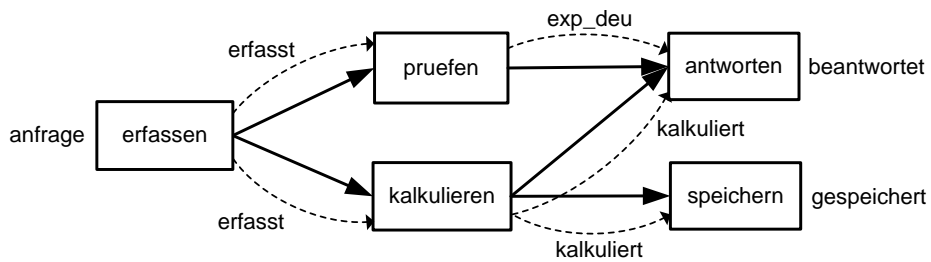 exp_deu
erfasst
pruefen
antworten
beantwortet
anfrage
erfassen
kalkuliert
kalkulieren
speichern
gespeichert
erfasst
kalkuliert